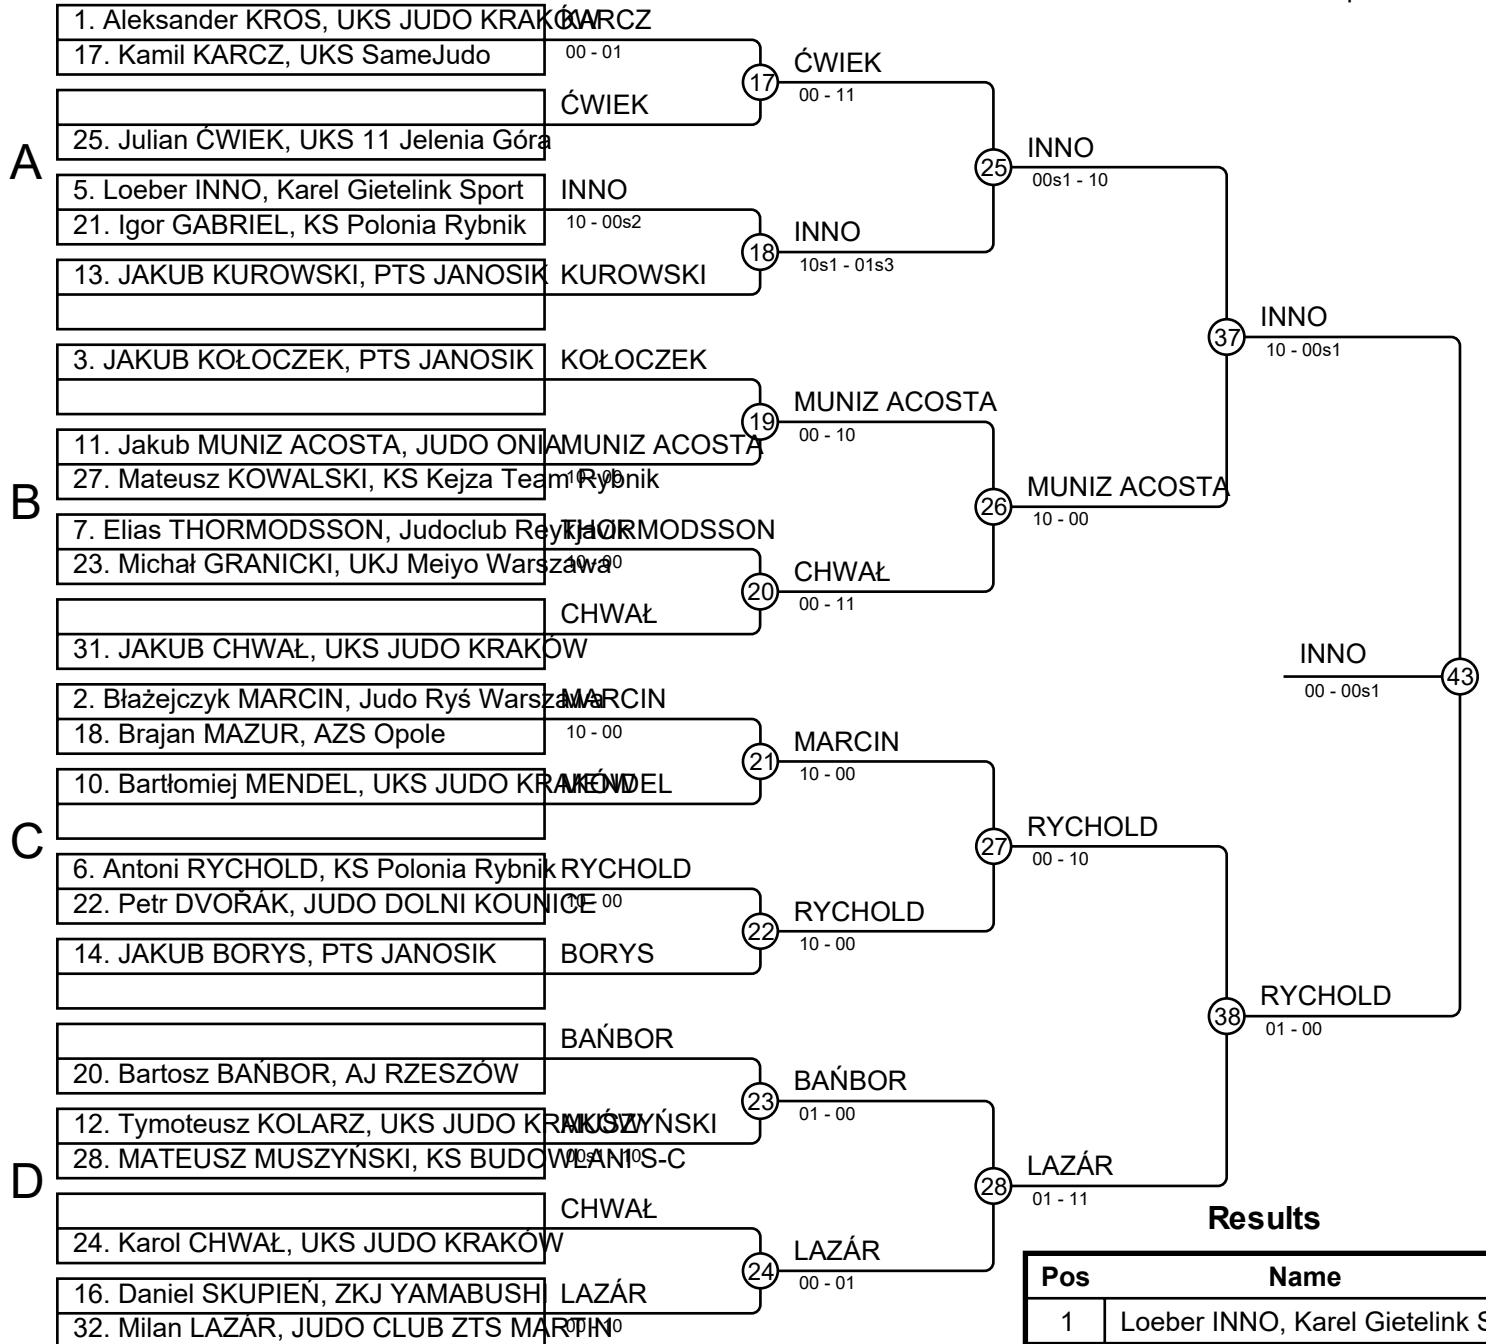 1. Aleksander KROS, UKS JUDO KRAKÓW
KARCZ
17. Kamil KARCZ, UKS SameJudo
00 - 01
17
ĆWIEK
00 - 11
ĆWIEK
25. Julian ĆWIEK, UKS 11 Jelenia Góra
A
25
INNO
00s1 - 10
5. Loeber INNO, Karel Gietelink Sport
INNO
21. Igor GABRIEL, KS Polonia Rybnik
10 - 00s2
18
INNO
10s1 - 01s3
13. JAKUB KUROWSKI, PTS JANOSIK
KUROWSKI
37
INNO
10 - 00s1
3. JAKUB KOŁOCZEK, PTS JANOSIK
KOŁOCZEK
19
MUNIZ ACOSTA
00 - 10
11. Jakub MUNIZ ACOSTA, JUDO ONIA
MUNIZ ACOSTA
27. Mateusz KOWALSKI, KS Kejza Team Rybnik
10 - 00
B
26
MUNIZ ACOSTA
10 - 00
7. Elias THORMODSSON, Judoclub Reykjavik
THORMODSSON
23. Michał GRANICKI, UKJ Meiyo Warszawa
10 - 00
20
CHWAŁ
00 - 11
CHWAŁ
31. JAKUB CHWAŁ, UKS JUDO KRAKÓW
INNO
00 - 00s1
43
2. Błażejczyk MARCIN, Judo Ryś Warszawa
MARCIN
18. Brajan MAZUR, AZS Opole
10 - 00
21
MARCIN
10 - 00
10. Bartłomiej MENDEL, UKS JUDO KRAKÓW
MENDEL
C
27
RYCHOLD
00 - 10
6. Antoni RYCHOLD, KS Polonia Rybnik
RYCHOLD
22. Petr DVOŘÁK, JUDO DOLNI KOUNICE
10 - 00
22
RYCHOLD
10 - 00
14. JAKUB BORYS, PTS JANOSIK
BORYS
38
RYCHOLD
01 - 00
BAŃBOR
20. Bartosz BAŃBOR, AJ RZESZÓW
23
BAŃBOR
01 - 00
12. Tymoteusz KOLARZ, UKS JUDO KRAKÓW
MUSZYŃSKI
28. MATEUSZ MUSZYŃSKI, KS BUDOWLANI S-C
D
28
LAZÁR
01 - 11
CHWAŁ
24. Karol CHWAŁ, UKS JUDO KRAKÓW
24
LAZÁR
00 - 01
16. Daniel SKUPIEŃ, ZKJ YAMABUSHI
LAZÁR
32. Milan LAZÁR, JUDO CLUB ZTS MARTIN
Results
Pos Name
1 Loeber INNO, Karel Gietelink S